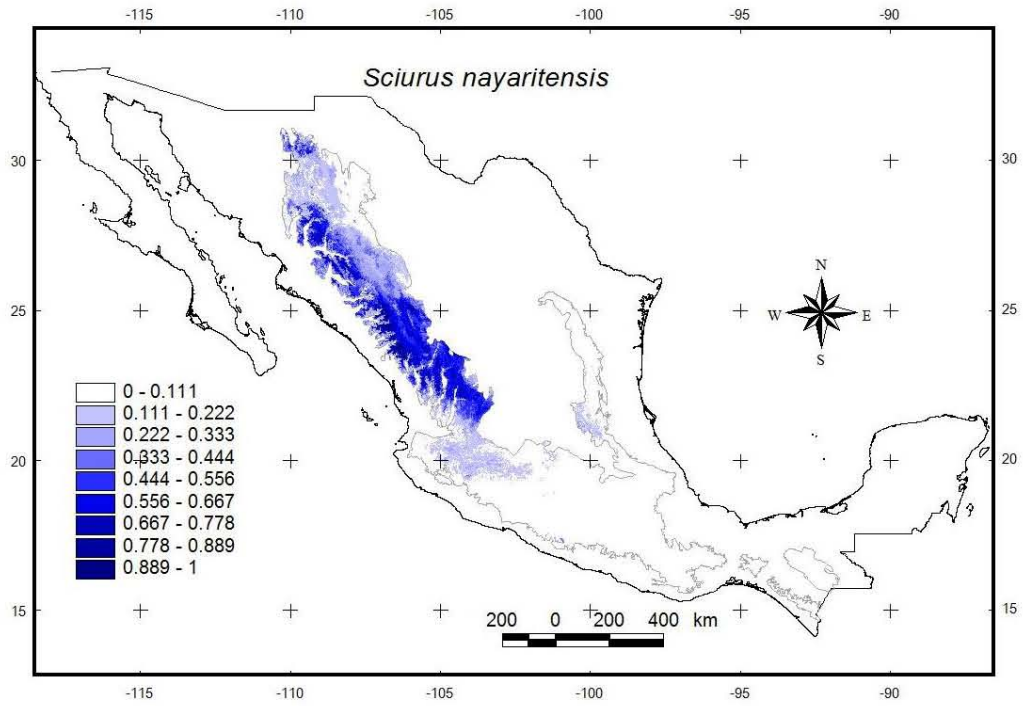 -115 -110 -105 -100 -95 -90
Sciurus nayaritensis
30 30
N
25 25
W E
S
0 - 0.111
0.111 - 0.222
0.222 - 0.333
0.333 - 0.444
0.444 - 0.556
0.556 - 0.667
0.667 - 0.778
0.778 - 0.889
0.889 - 1
20 20
15 15
200 0 200 400 km
-115 -110 -105 -100 -95 -90